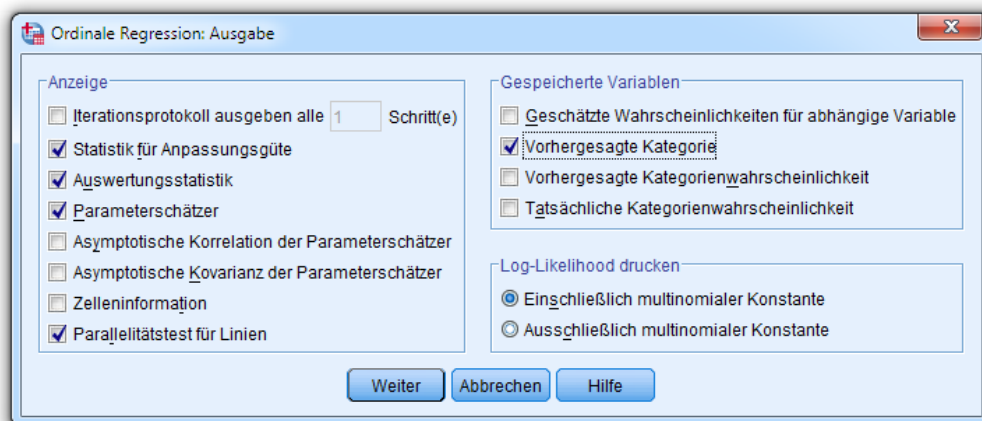 Ordinale Regression: Ausgabe
Anzeige
Iterationsprotokoll ausgeben alle 1 Schritt(e)
Statistik für Anpassungsgüte
Auswertungsstatistik
Parameterschätzer
Asymptotische Korrelation der Parameterschätzer
Asymptotische Kovarianz der Parameterschätzer
Zelleninformation
Parallelitätstest für Linien
Gespeicherte Variablen
Geschätzte Wahrscheinlichkeiten für abhängige Variable
Vorhergesagte Kategorie
Vorhergesagte Kategorienwahrscheinlichkeit
Tatsächliche Kategorienwahrscheinlichkeit
Log-Likelihood drucken
Einschließlich multinomialer Konstante
Ausschließlich multinomialer Konstante
Weiter Abbrechen Hilfe